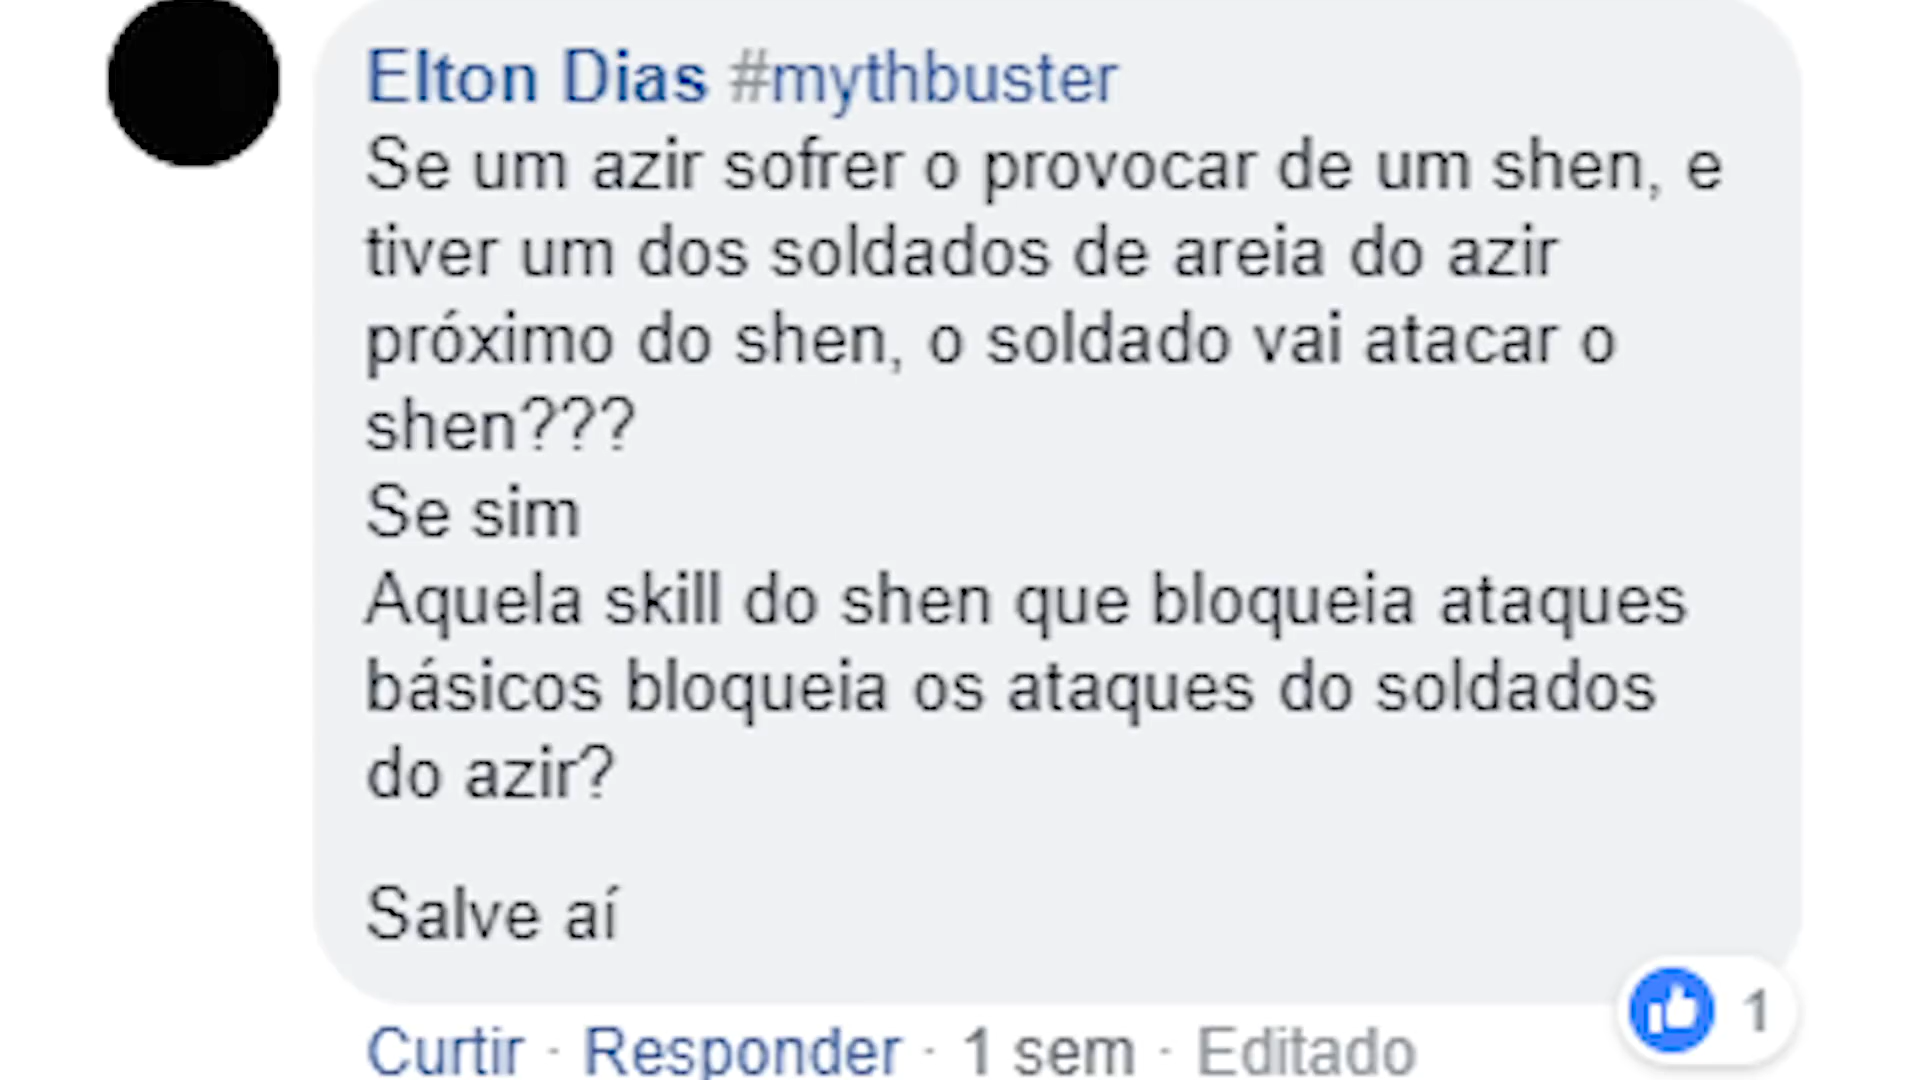 Elton Dias #mythbuster
Se um azir sofrer o provocar de um shen, e
tiver um dos soldados de areia do azir
próximo do shen, o soldado vai atacar o
shen???
Se sim
Aquela skill do shen que bloqueia ataques
básicos bloqueia os ataques do soldados
do azir?
Salve aí
1
Curtir · Responder · 1 sem · Editado